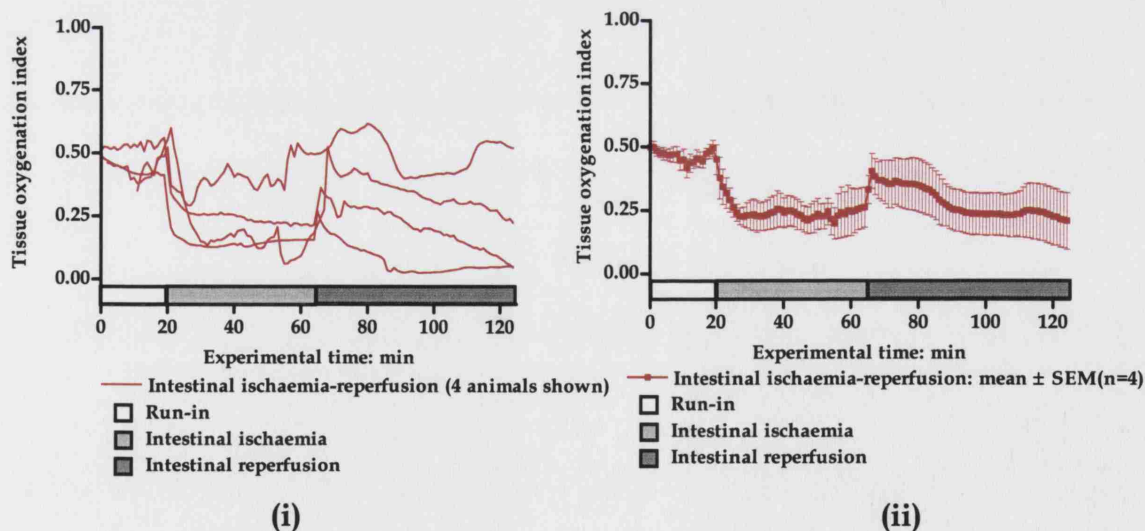 Tissue oxygenation index
1.00
0.75
0.50
0.25
0.00
0 20 40 60 80 100 120
Experimental time: min
Intestinal ischaemia-reperfusion (4 animals shown)
Run-in
Intestinal ischaemia
Intestinal reperfusion
(i)
Tissue oxygenation index
1.00
0.75
0.50
0.25
0.00
0 20 40 60 80 100 120
Experimental time: min
Intestinal ischaemia-reperfusion: mean ± SEM(n=4)
Run-in
Intestinal ischaemia
Intestinal reperfusion
(ii)